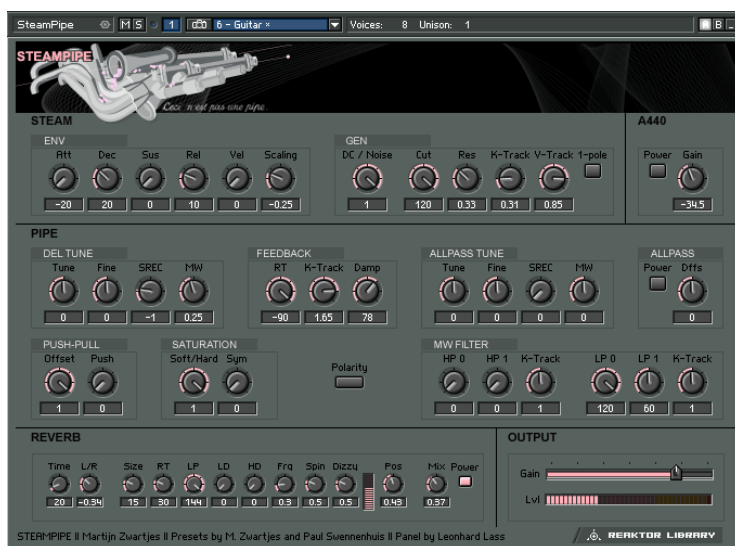 SteamPipe M S 1 6 - Guitar × Voices: 8 Unison: 1 A B
STEAMPIPE
Ceci n'est pas une pipe.
STEAM A440
ENV GEN
Att Dec Sus Rel Vel Scaling DC / Noise Cut Res K-Track V-Track 1-pole Power Gain
-20 20 0 10 0 -0.25 1 120 0.33 0.31 0.85 -34.5
PIPE
DEL TUNE FEEDBACK ALLPASS TUNE ALLPASS
Tune Fine SREC MW RT K-Track Damp Tune Fine SREC MW Power Dffs
0 0 -1 0.25 -90 1.65 78 0 0 0 0 0
PUSH-PULL SATURATION MW FILTER
Offset Push Soft/Hard Sym Polarity HP 0 HP 1 K-Track LP 0 LP 1 K-Track
1 0 1 0 0 0 1 120 60 1
REVERB OUTPUT
Time L/R Size RT LP LD HD Frq Spin Dizzy Pos Mix Power
20 -0.34 15 30 144 0 0 0.3 0.5 0.5 0.43 0.37
Gain
Lvl
STEAMPIPE II Martijn Zwartjes II Presets by M. Zwartjes and Paul Swennenhuis II Panel by Leonhard Lass
REAKTOR LIBRARY